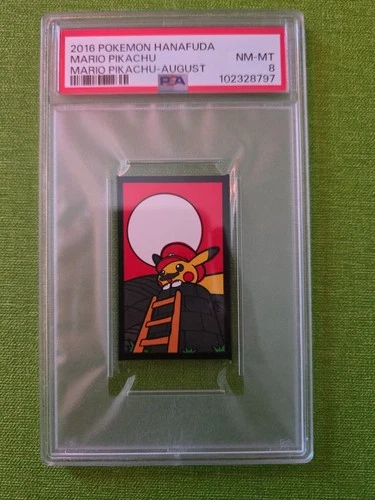 2016 POKEMON HANAFUDA
MARIO PIKACHU NM-MT
MARIO PIKACHU-AUGUST 8
PSA 102328797